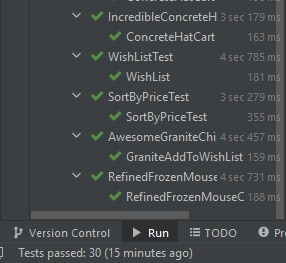 IncredibleConcreteH 3 sec 179 ms
ConcreteHatCart 163 ms
WishListTest 4 sec 785 ms
WishList 181 ms
SortByPriceTest 3 sec 279 ms
SortByPriceTest 355 ms
AwesomeGraniteChi 4 sec 457 ms
GraniteAddToWishList 159 ms
RefinedFrozenMouse 4 sec 731 ms
RefinedFrozenMouseC 188 ms
Version Control Run TODO
Tests passed: 30 (15 minutes ago)